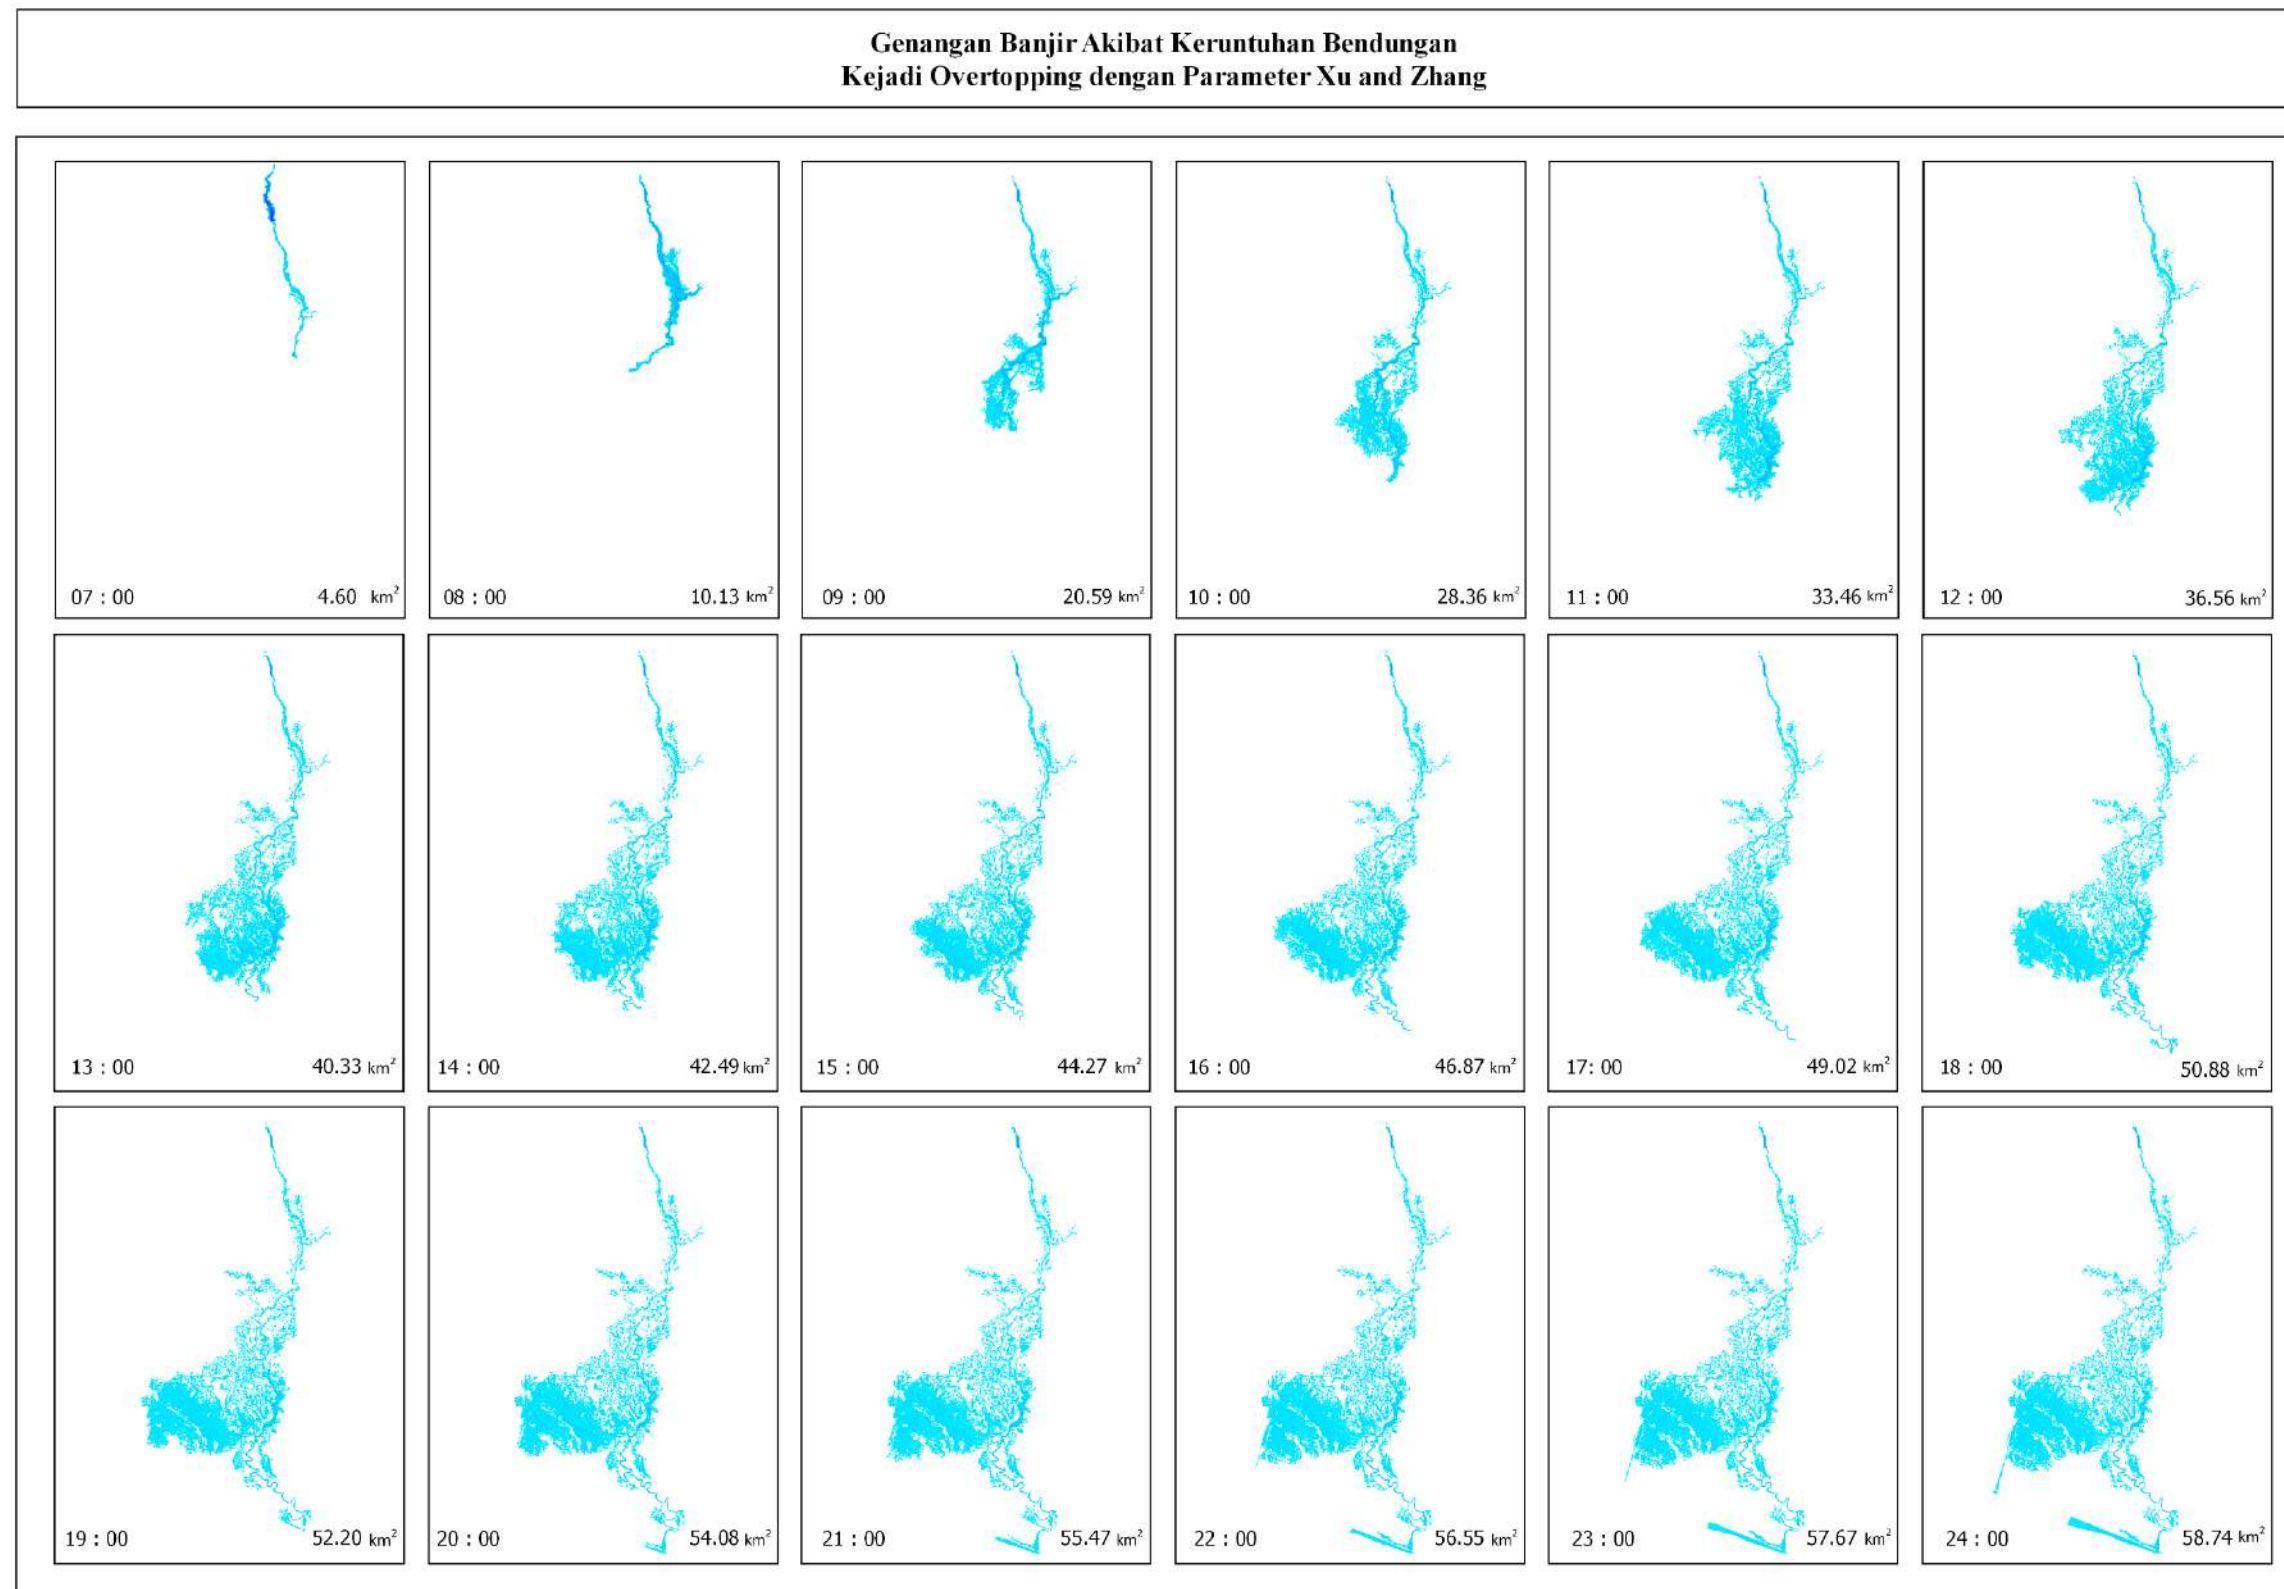 Genangan Banjir Akibat Keruntuhan Bendungan
Kejadi Overtopping dengan Parameter Xu and Zhang
07 : 00 4.60 km²
08 : 00 10.13 km²
09 : 00 20.59 km²
10 : 00 28.36 km²
11 : 00 33.46 km²
12 : 00 36.56 km²
13 : 00 40.33 km²
14 : 00 42.49 km²
15 : 00 44.27 km²
16 : 00 46.87 km²
17: 00 49.02 km²
18 : 00 50.88 km²
19 : 00 52.20 km²
20 : 00 54.08 km²
21 : 00 55.47 km²
22 : 00 56.55 km²
23 : 00 57.67 km²
24 : 00 58.74 km²